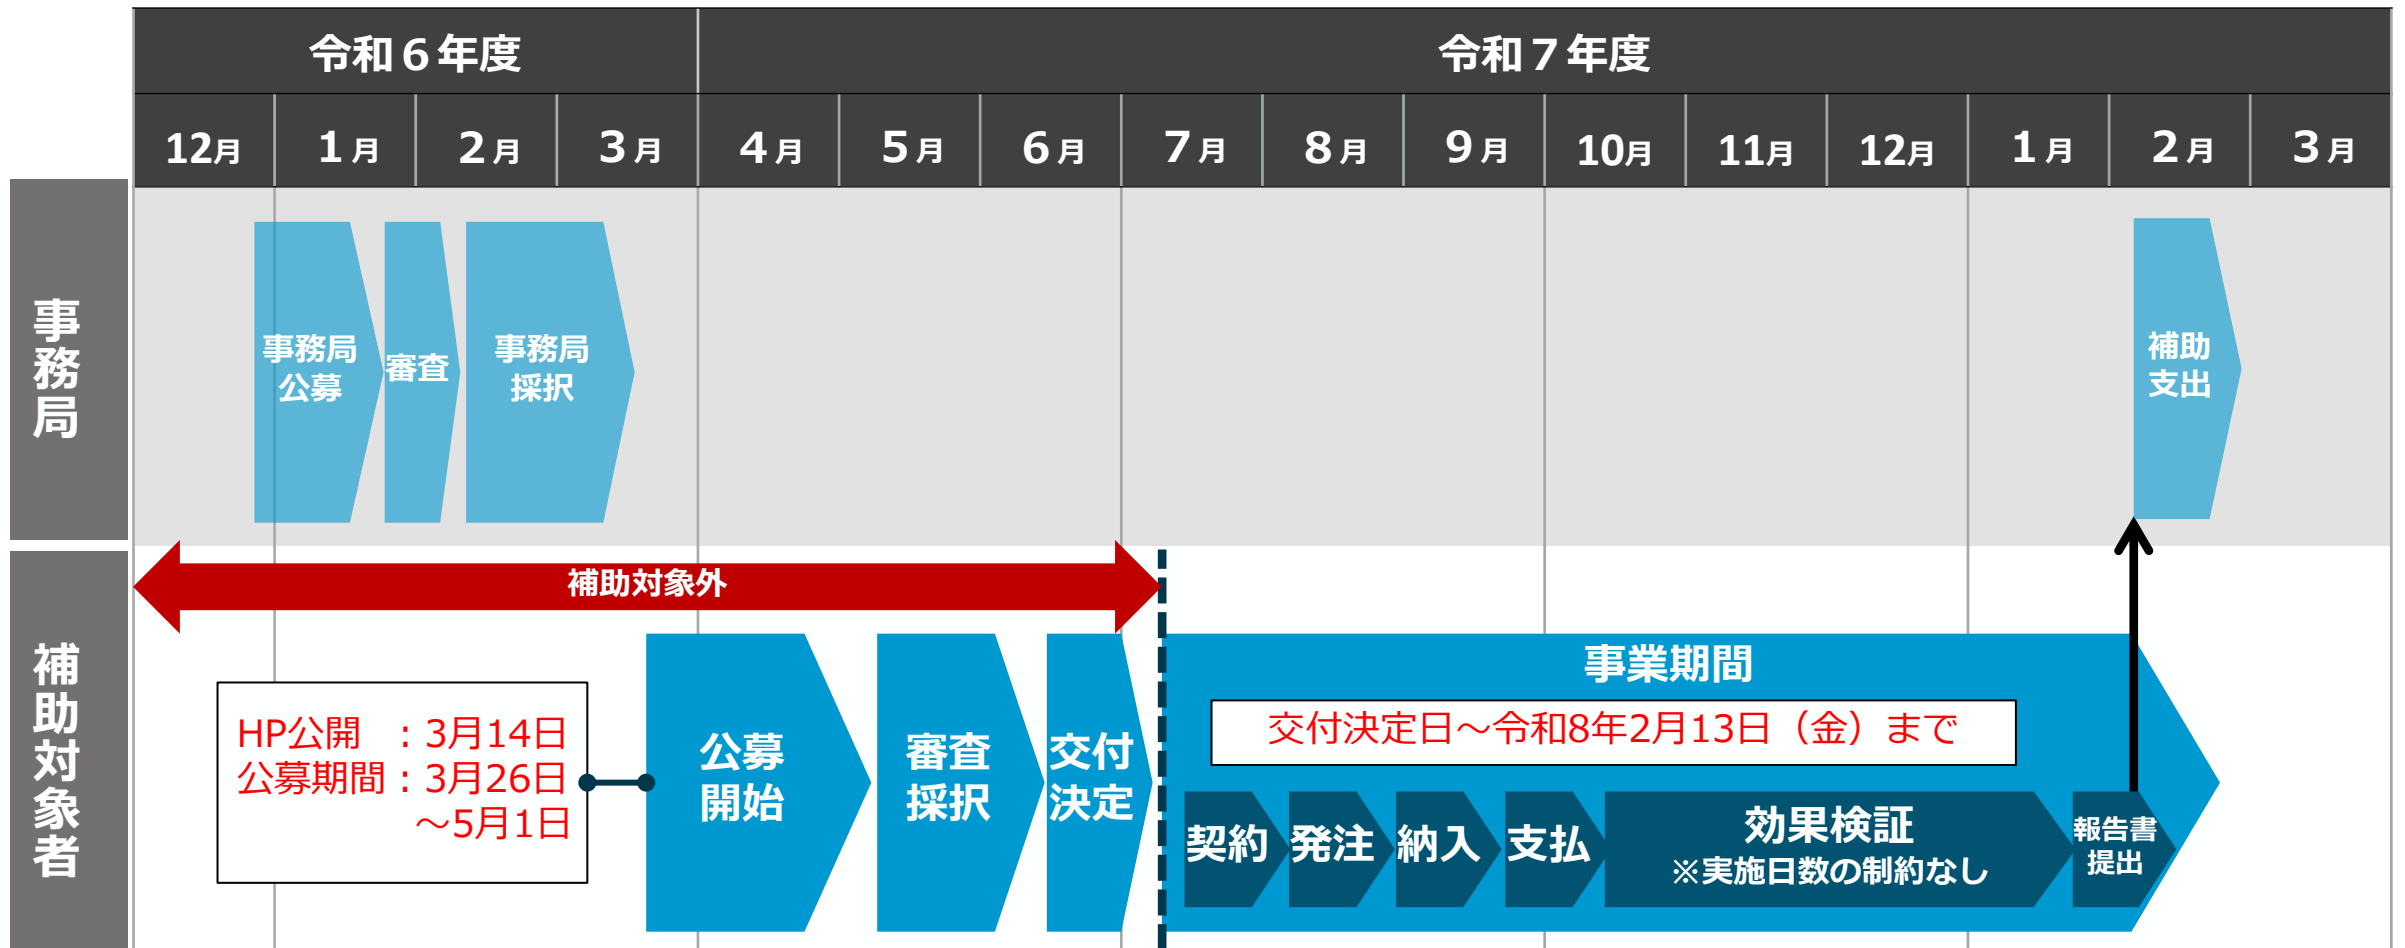 令和６年度
令和７年度
12月
１月
２月
３月
４月
５月
６月
７月
８月
９月
10月
11月
12月
１月
２月
３月
事務局
事務局
公募
審査
事務局
採択
補助
支出
補助対象者
補助対象外
HP公開　：3月14日
公募期間：3月26日
～5月1日
公募
開始
審査
採択
交付
決定
事業期間
交付決定日～令和8年2月13日（金）まで
契約
発注
納入
支払
効果検証
※実施日数の制約なし
報告書
提出